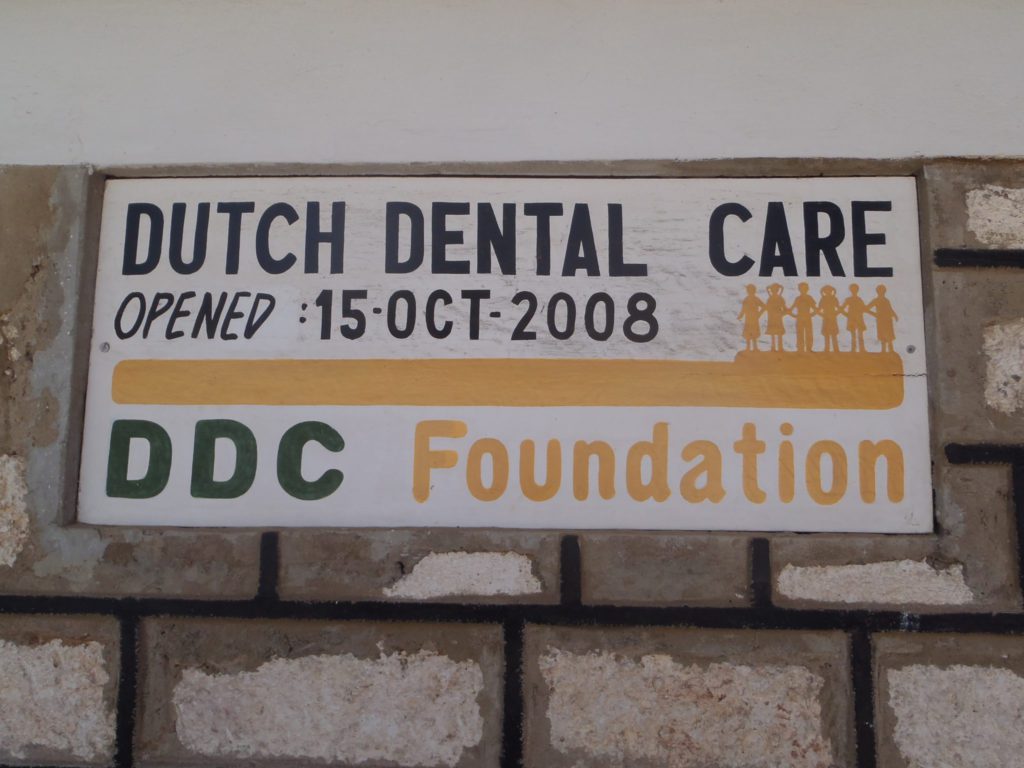 DUTCH DENTAL CARE
OPENED :15-OCT-2008
DDC Foundation